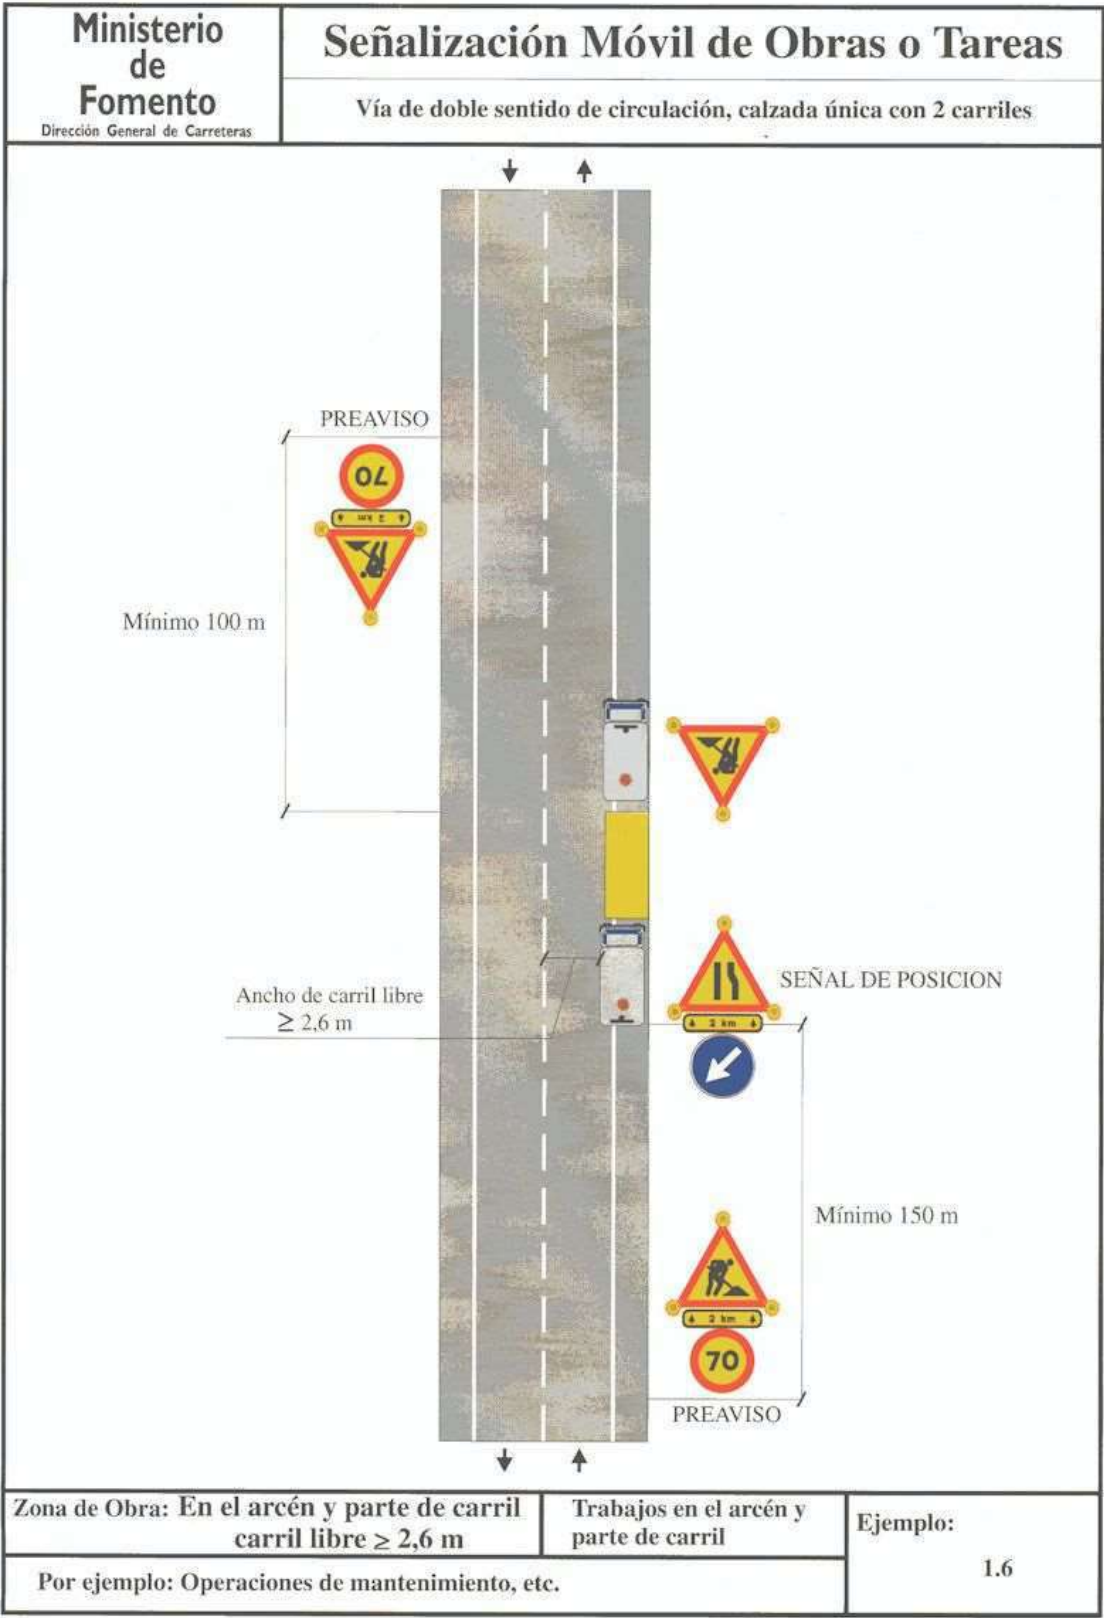 Ministerio
de
Fomento
Dirección General de Carreteras
Señalización Móvil de Obras o Tareas
Vía de doble sentido de circulación, calzada única con 2 carriles
PREAVISO
70
2 km
Mínimo 100 m
Ancho de carril libre
≥ 2,6 m
SEÑAL DE POSICION
2 km
Mínimo 150 m
2 km
70
PREAVISO
Zona de Obra: En el arcén y parte de carril
carril libre ≥ 2,6 m
Trabajos en el arcén y
parte de carril
Ejemplo:
1.6
Por ejemplo: Operaciones de mantenimiento, etc.